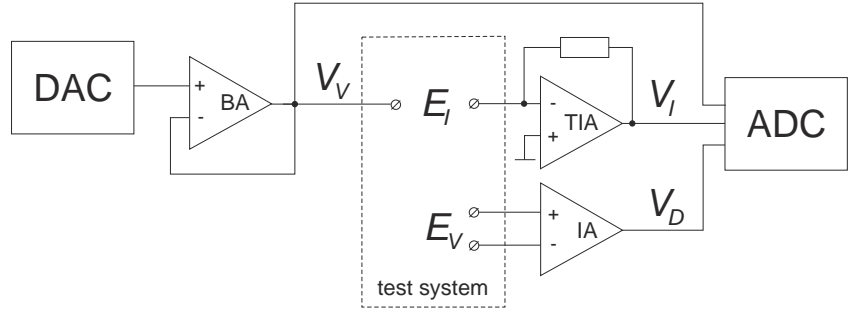 DAC
+
BA
-
V_V
E_I
-
+
TIA
V_I
ADC
E_V
+
-
IA
V_D
test system